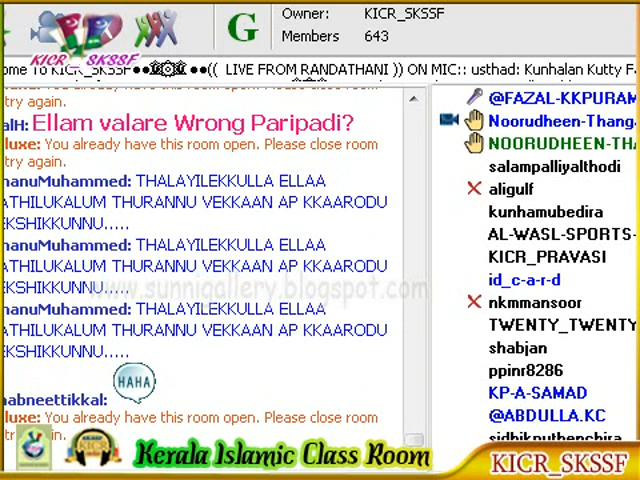 Owner: KICR_SKSSF
Members 643
G
KICR_SKSSF
ome To KICR_SKSSF●●۞۞●●(( LIVE FROM RANDATHANI )) ON MIC:: usthad: Kunhalan Kutty F
try again.
alH: Ellam valare Wrong Paripadi?
luxe: You already have this room open. Please close room
try again.
hanuMuhammed: THALAYILEKKULLA ELLAA
ATHILUKALUM THURANNU VEKKAAN AP KKAARODU
EKSHIKKUNNU.....
hanuMuhammed: THALAYILEKKULLA ELLAA
ATHILUKALUM THURANNU VEKKAAN AP KKAARODU
EKSHIKKUNNU.....
hanuMuhammed: THALAYILEKKULLA ELLAA
ATHILUKALUM THURANNU VEKKAAN AP KKAARODU
EKSHIKKUNNU.....
HAHA
habneettikkal:
luxe: You already have this room open. Please close room
try again.
@FAZAL-KKPURAM
Noorudheen-Thang
NOORUDHEEN-THA
salampalliyalthodi
aligulf
kunhamubedira
AL-WASL-SPORTS-
KICR_PRAVASI
id_c-a-r-d
nkmmansoor
TWENTY_TWENTY
shabjan
ppinr8286
KP-A-SAMAD
@ABDULLA.KC
sidhikputhenchira
www.sunnigallery.blogspot.com
Kerala Islamic Class Room
KICR_SKSSF